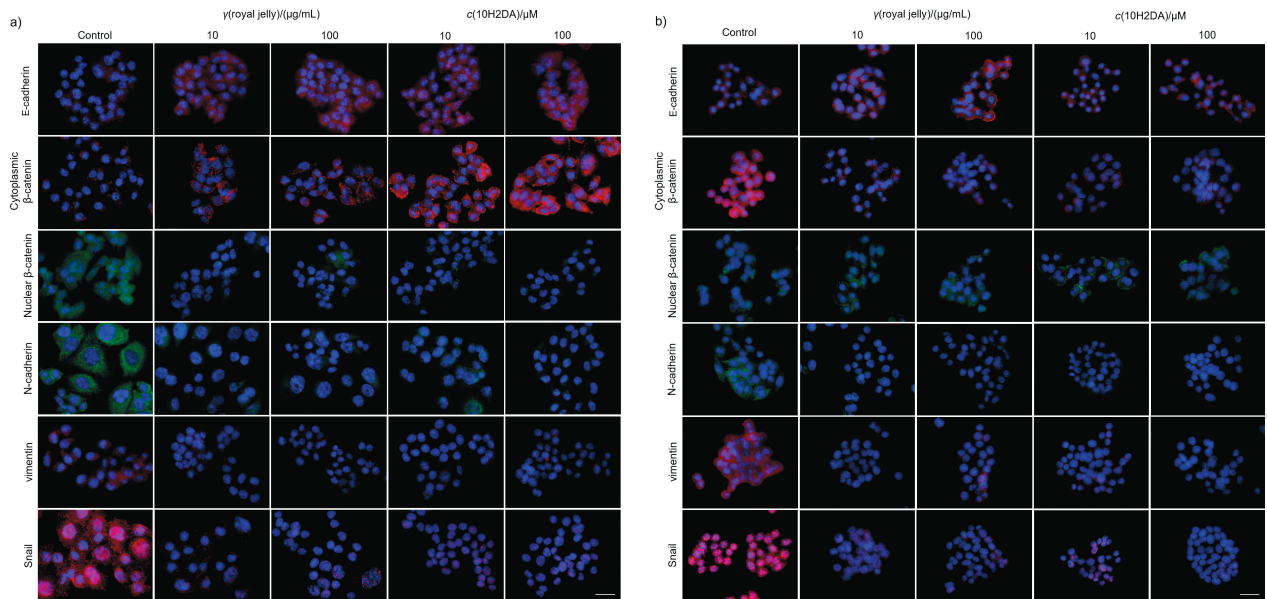 a)
γ(royal jelly)/(µg/mL) c(10H2DA)/µM
Control 10 100 10 100
E-cadherin
Cytoplasmic
β-catenin
Nuclear β-catenin
N-cadherin
vimentin
Snail
b)
γ(royal jelly)/(µg/mL) c(10H2DA)/µM
Control 10 100 10 100
E-cadherin
Cytoplasmic
β-catenin
Nuclear β-catenin
N-cadherin
vimentin
Snail